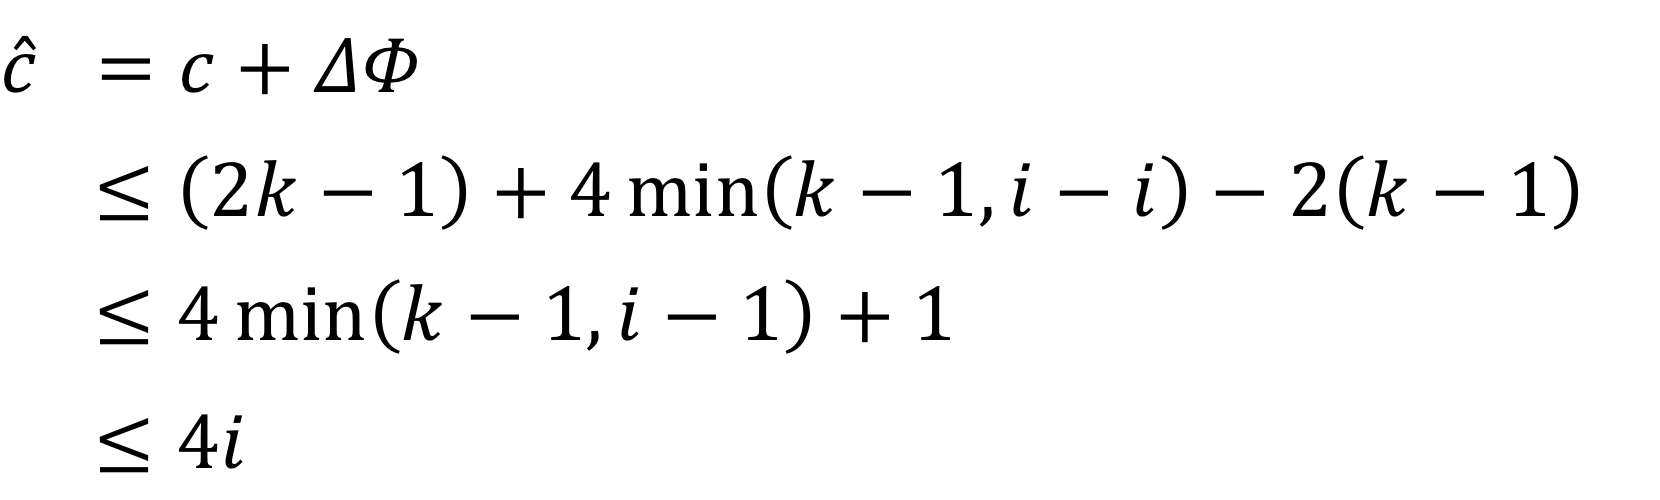 ĉ = c + ΔΦ
≤ (2k − 1) + 4 min(k − 1, i − i) − 2(k − 1)
≤ 4 min(k − 1, i − 1) + 1
≤ 4i